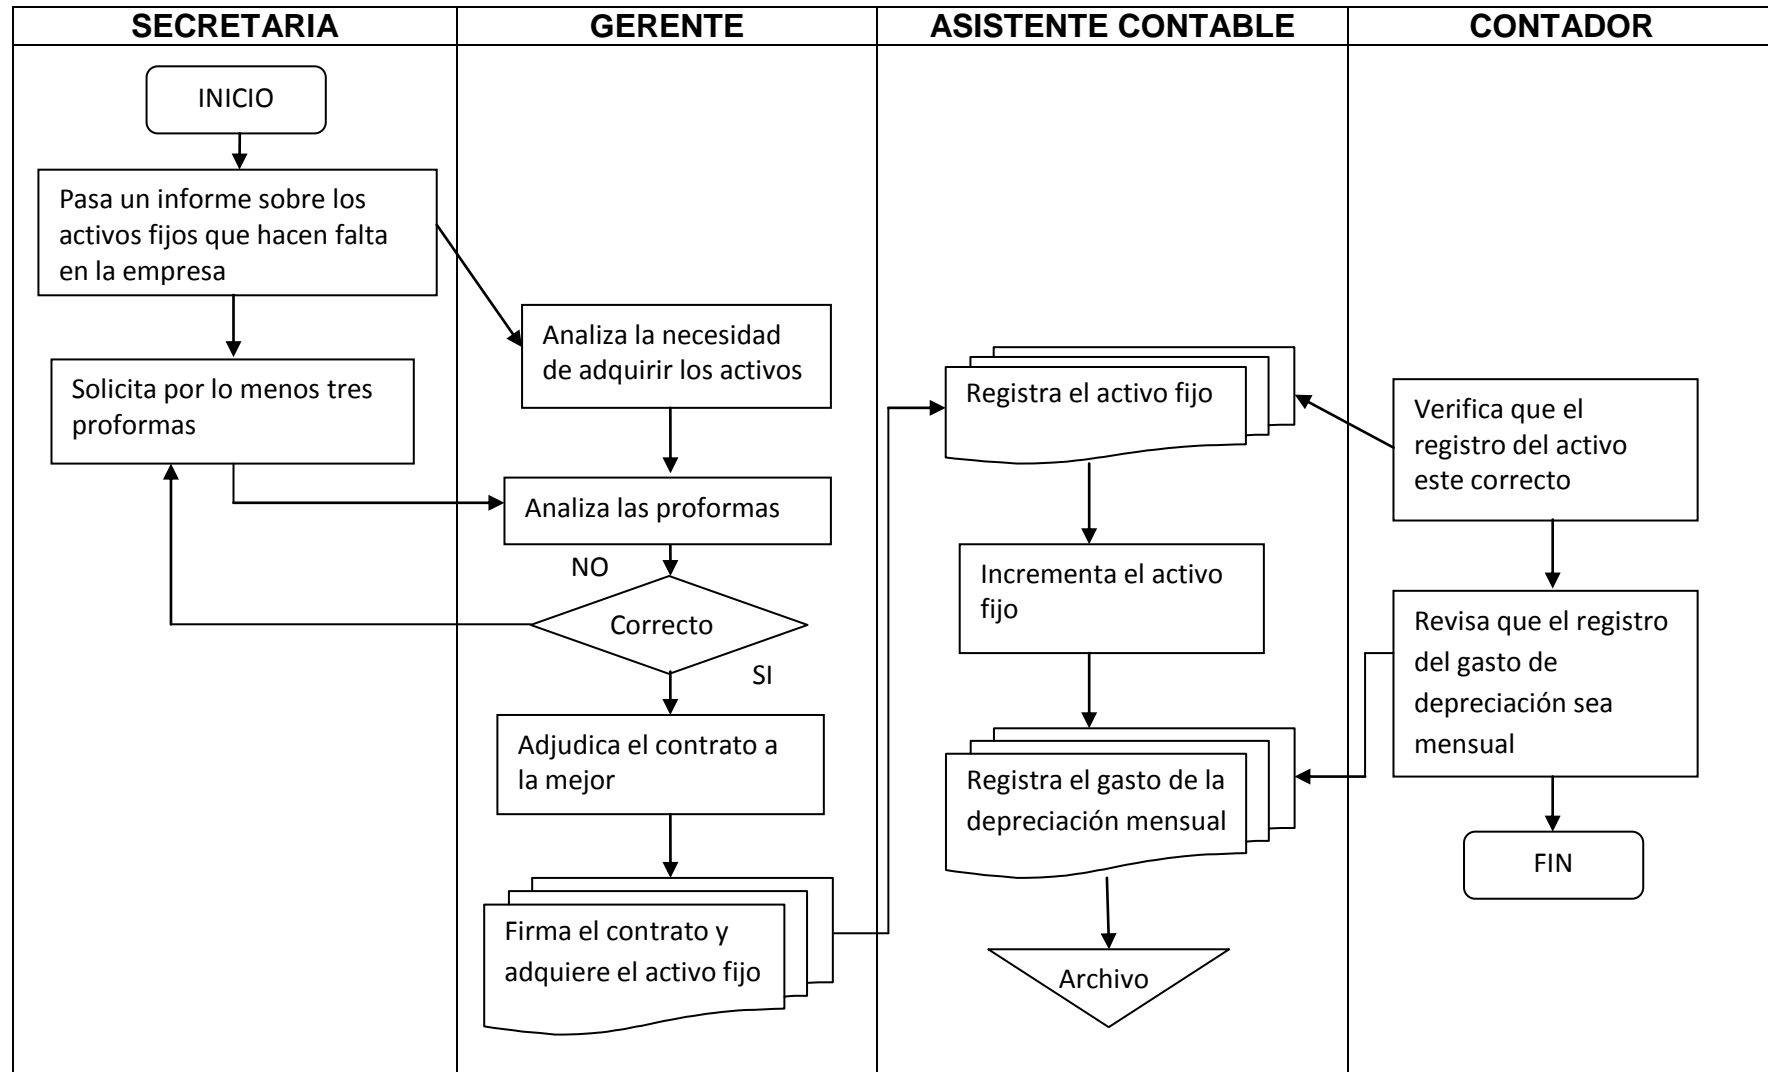 SECRETARIA
GERENTE
ASISTENTE CONTABLE
CONTADOR
INICIO
Pasa un informe sobre los
activos fijos que hacen falta
en la empresa
Solicita por lo menos tres
proformas
Analiza la necesidad
de adquirir los activos
Analiza las proformas
NO
Correcto
SI
Adjudica el contrato a
la mejor
Firma el contrato y
adquiere el activo fijo
Registra el activo fijo
Incrementa el activo
fijo
Registra el gasto de la
depreciación mensual
Archivo
Verifica que el
registro del activo
este correcto
Revisa que el registro
del gasto de
depreciación sea
mensual
FIN